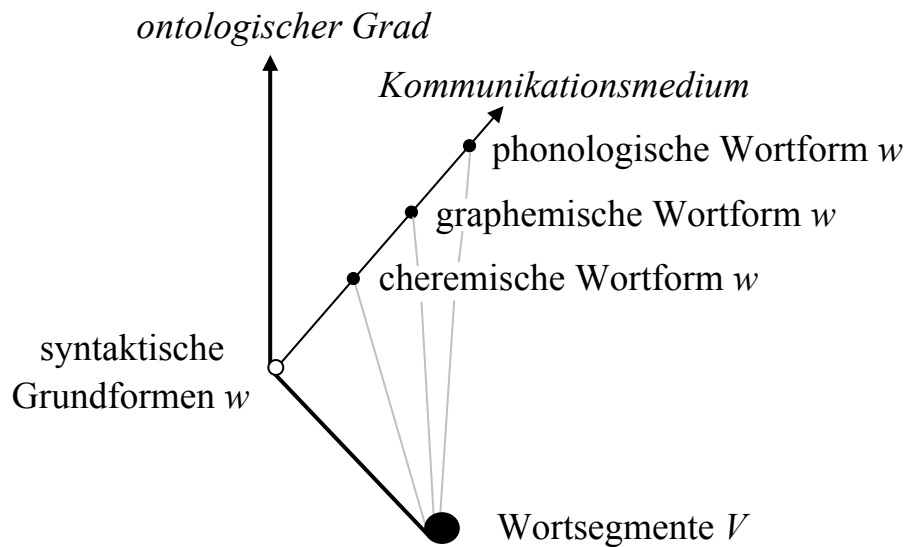 ontologischer Grad
Kommunikationsmedium
phonologische Wortform w
graphemische Wortform w
cheremische Wortform w
syntaktische
Grundformen w
Wortsegmente V